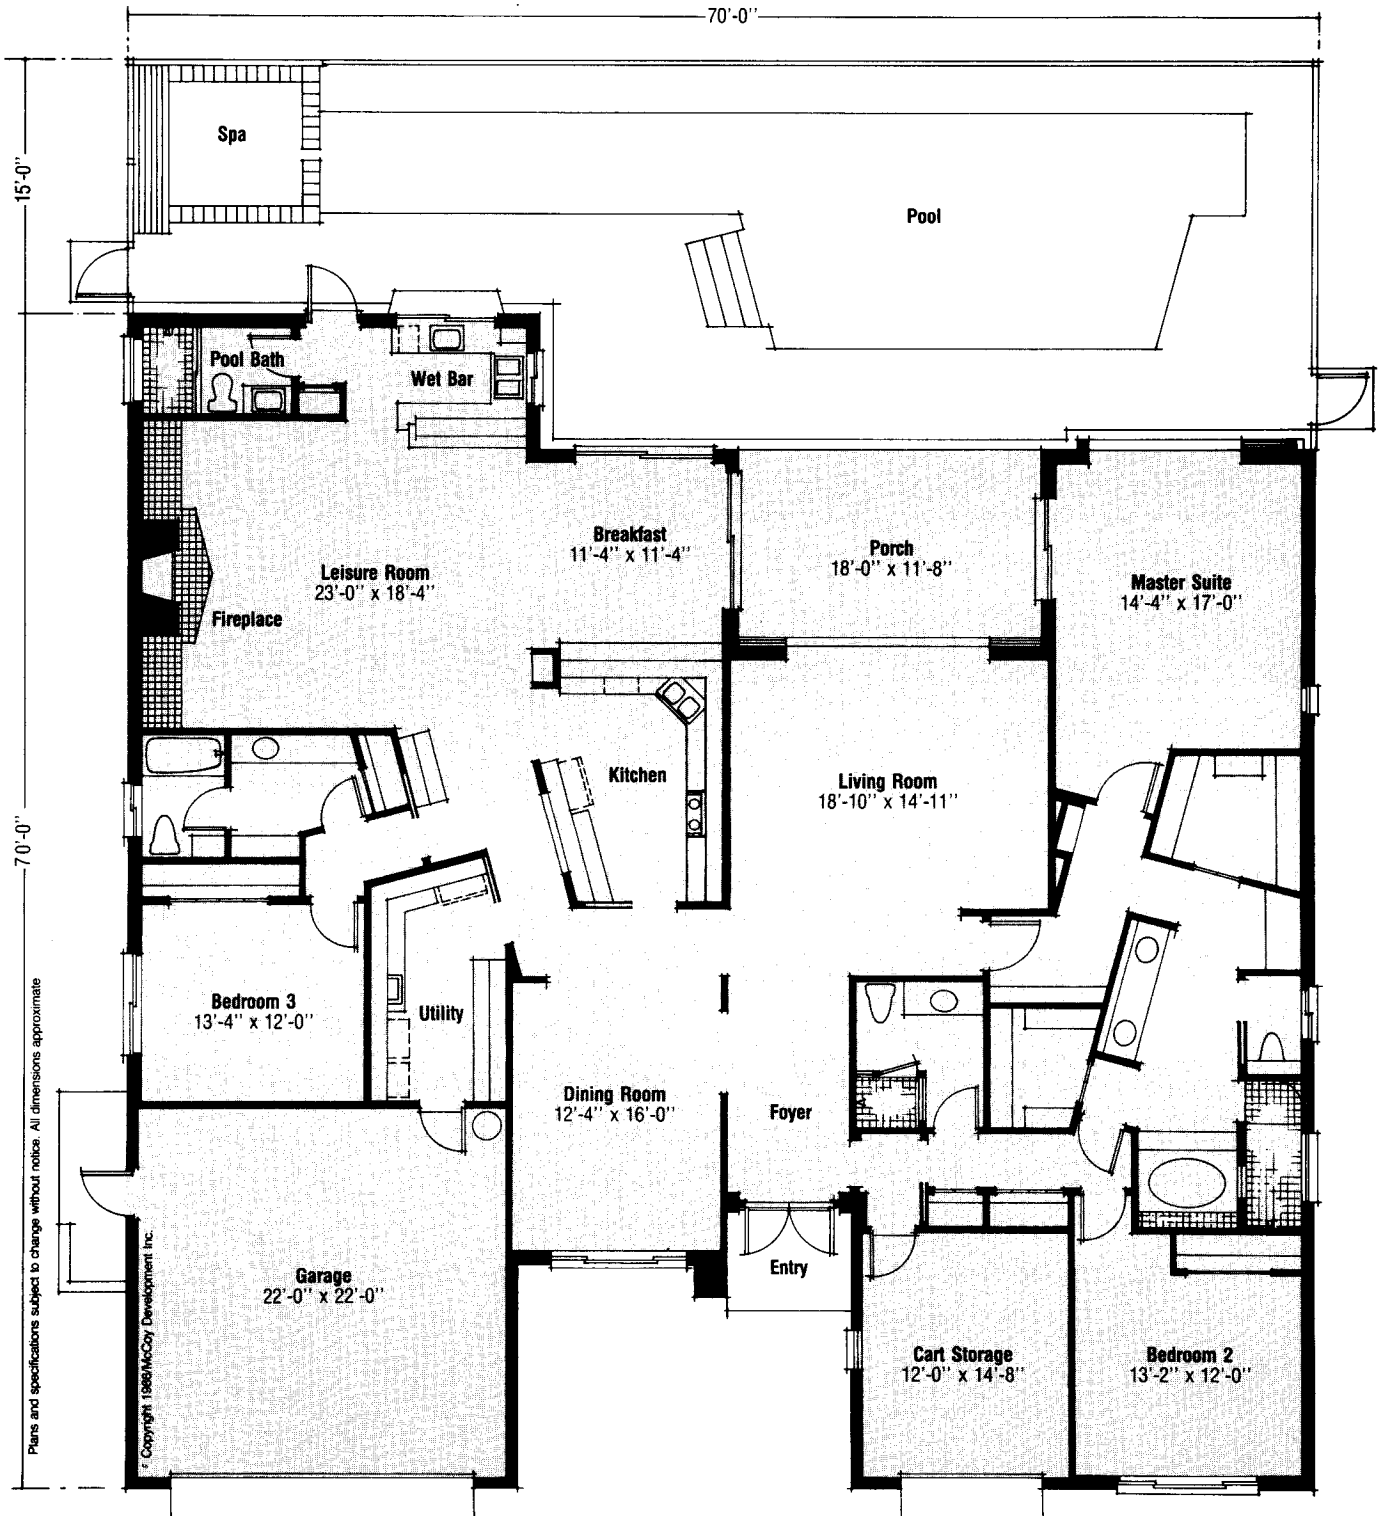 70'-0''
15'-0''
Spa
Pool
Pool Bath
Wet Bar
Breakfast
11'-4'' x 11'-4''
Porch
18'-0'' x 11'-8''
Leisure Room
23'-0'' x 18'-4''
Master Suite
14'-4'' x 17'-0''
Fireplace
Kitchen
Living Room
18'-10'' x 14'-11''
70'-0''
Bedroom 3
13'-4'' x 12'-0''
Utility
Dining Room
12'-4'' x 16'-0''
Foyer
Entry
Garage
22'-0'' x 22'-0''
Cart Storage
12'-0'' x 14'-8''
Bedroom 2
13'-2'' x 12'-0''
Plans and specifications subject to change without notice. All dimensions approximate
Copyright 1986/McCoy Development Inc.